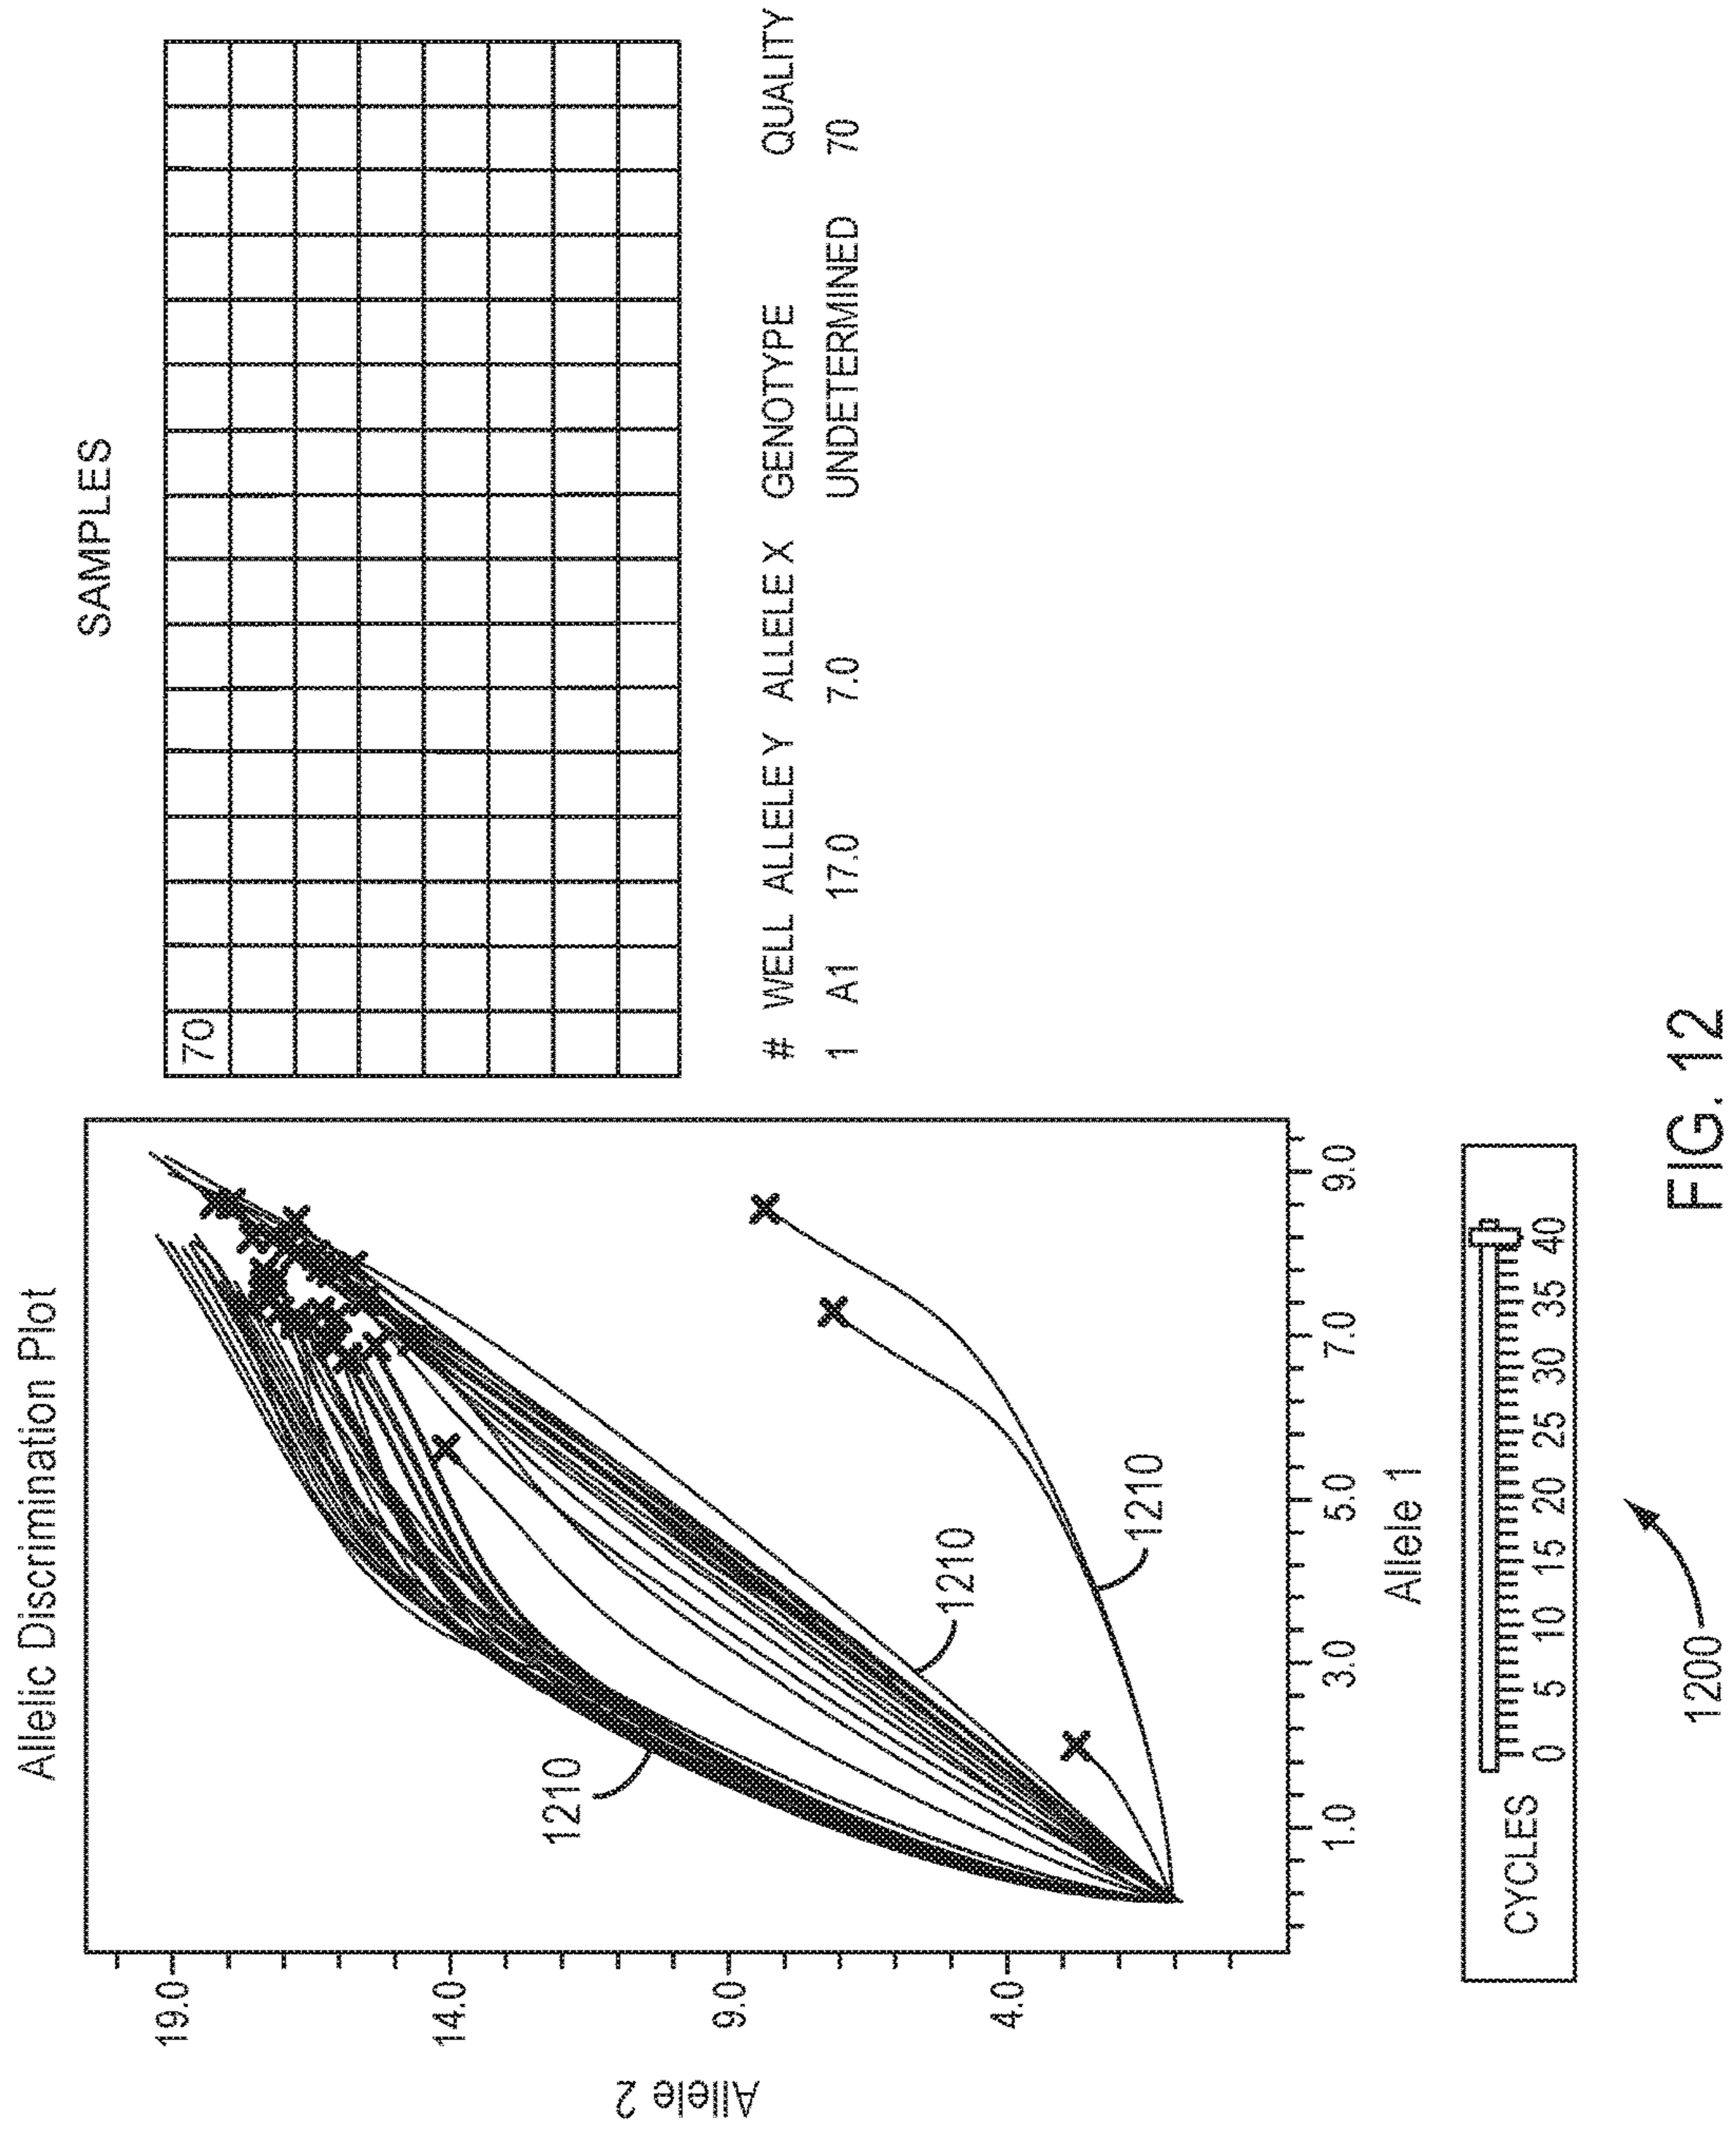 Allelic Discrimination Plot
Allele 2
19.0
14.0
9.0
4.0
1210
1210
1210
1.0 3.0 5.0 7.0 9.0
Allele 1
CYCLES
0 5 10 15 20 25 30 35 40
1200
SAMPLES
70
# WELL ALLELE Y ALLELE X GENOTYPE QUALITY
1 A1 17.0 7.0 UNDETERMINED 70
FIG. 12